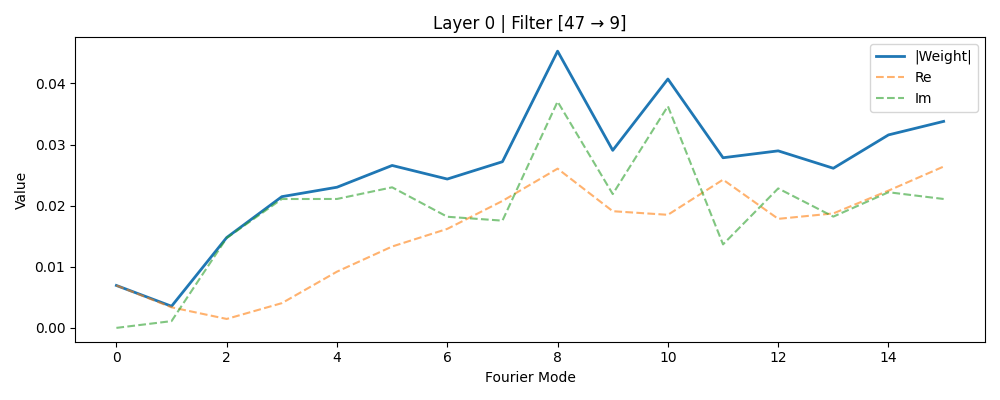 Layer 0 | Filter [47 → 9]
|Weight|
Re
Im
Value
0.04
0.03
0.02
0.01
0.00
0 2 4 6 8 10 12 14
Fourier Mode